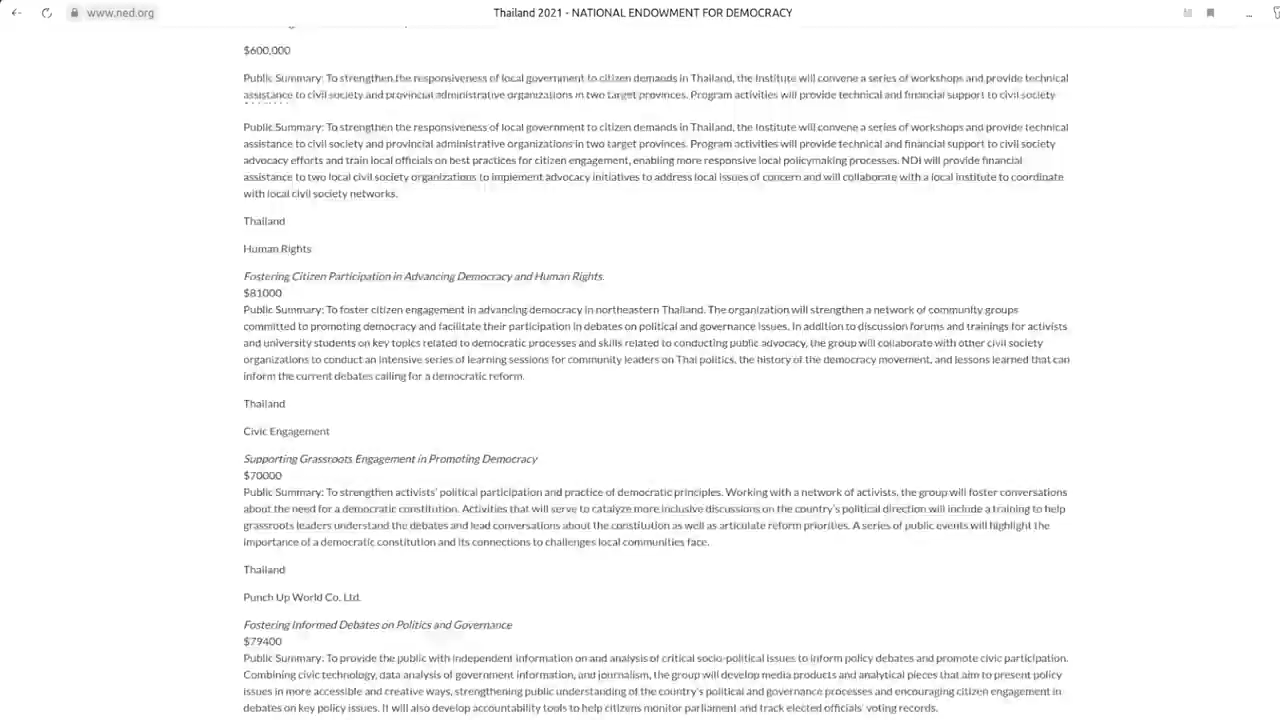 www.ned.org
Thailand 2021 - NATIONAL ENDOWMENT FOR DEMOCRACY
$600,000
Public Summary: To strengthen the responsiveness of local government to citizen demands in Thailand, the Institute will convene a series of workshops and provide technical
assistance to civil society and provincial administrative organizations in two target provinces. Program activities will provide technical and financial support to civil society
Public Summary: To strengthen the responsiveness of local government to citizen demands in Thailand, the Institute will convene a series of workshops and provide technical
assistance to civil society and provincial administrative organizations in two target provinces. Program activities will provide technical and financial support to civil society
advocacy efforts and train local officials on best practices for citizen engagement, enabling more responsive local policymaking processes. NDI will provide financial
assistance to two local civil society organizations to implement advocacy initiatives to address local issues of concern and will collaborate with a local institute to coordinate
with local civil society networks.
Thailand
Human Rights
Fostering Citizen Participation in Advancing Democracy and Human Rights.
$81000
Public Summary: To foster citizen engagement in advancing democracy in northeastern Thailand. The organization will strengthen a network of community groups
committed to promoting democracy and facilitate their participation in debates on political and governance issues. In addition to discussion forums and trainings for activists
and university students on key topics related to democratic processes and skills related to conducting public advocacy, the group will collaborate with other civil society
organizations to conduct an intensive series of learning sessions for community leaders on Thai politics, the history of the democracy movement, and lessons learned that can
inform the current debates calling for a democratic reform.
Thailand
Civic Engagement
Supporting Grassroots Engagement in Promoting Democracy
$70000
Public Summary: To strengthen activists' political participation and practice of democratic principles. Working with a network of activists, the group will foster conversations
about the need for a democratic constitution. Activities that will serve to catalyze more inclusive discussions on the country's political direction will include a training to help
grassroots leaders understand the debates and lead conversations about the constitution as well as articulate reform priorities. A series of public events will highlight the
importance of a democratic constitution and its connections to challenges local communities face.
Thailand
Punch Up World Co. Ltd.
Fostering Informed Debates on Politics and Governance
$79400
Public Summary: To provide the public with independent information on and analysis of critical socio-political issues to inform policy debates and promote civic participation.
Combining civic technology, data analysis of government information, and journalism, the group will develop media products and analytical pieces that aim to present policy
issues in more accessible and creative ways, strengthening public understanding of the country's political and governance processes and encouraging citizen engagement in
debates on key policy issues. It will also develop accountability tools to help citizens monitor parliament and track elected officials' voting records.